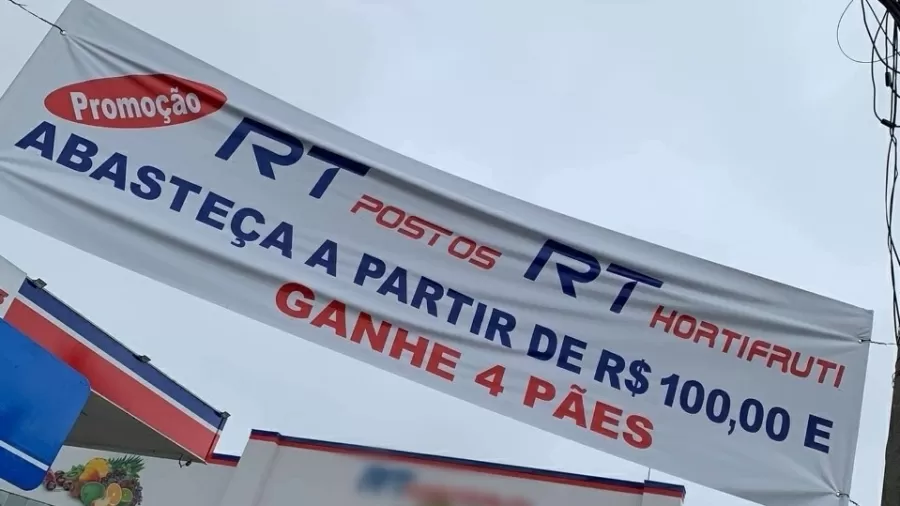 Promoção
RT POSTOS RT HORTIFRUTI
ABASTEÇA A PARTIR DE R$ 100,00 E
GANHE 4 PÃES